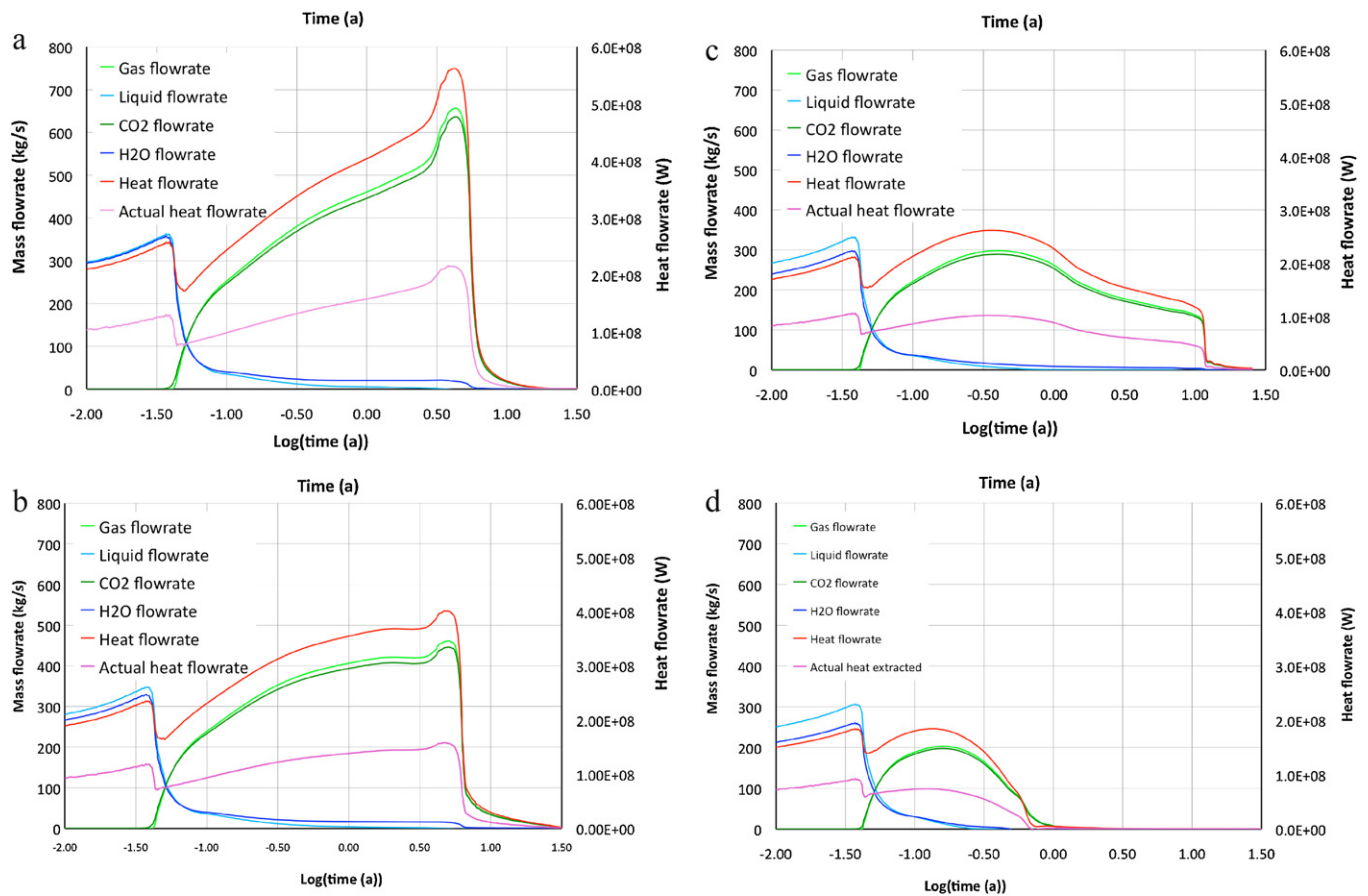 a
Time (a)
800
700
600
500
400
300
200
100
0
Mass flowrate (kg/s)
Gas flowrate
Liquid flowrate
CO2 flowrate
H2O flowrate
Heat flowrate
Actual heat flowrate
6.0E+08
5.0E+08
4.0E+08
3.0E+08
2.0E+08
1.0E+08
0.0E+00
Heat flowrate (W)
-2.00 -1.50 -1.00 -0.50 0.00 0.50 1.00 1.50
Log(time (a))
c
Time (a)
800
700
600
500
400
300
200
100
0
Mass flowrate (kg/s)
Gas flowrate
Liquid flowrate
CO2 flowrate
H2O flowrate
Heat flowrate
Actual heat flowrate
6.0E+08
5.0E+08
4.0E+08
3.0E+08
2.0E+08
1.0E+08
0.0E+00
Heat flowrate (W)
-2.00 -1.50 -1.00 -0.50 0.00 0.50 1.00 1.50
Log(time (a))
b
Time (a)
800
700
600
500
400
300
200
100
0
Mass flowrate (kg/s)
Gas flowrate
Liquid flowrate
CO2 flowrate
H2O flowrate
Heat flowrate
Actual heat flowrate
6.00E+08
5.00E+08
4.00E+08
3.00E+08
2.00E+08
1.00E+08
0.00E+00
Heat flowrate (W)
-2.00 -1.50 -1.00 -0.50 0.00 0.50 1.00 1.50
Log(time (a))
d
Time (a)
800
700
600
500
400
300
200
100
0
Mass flowrate (kg/s)
Gas flowrate
Liquid flowrate
CO2 flowrate
H2O flowrate
Heat flowrate
Actual heat extracted
6.00E+08
5.00E+08
4.00E+08
3.00E+08
2.00E+08
1.00E+08
0.00E+00
Heat flowrate (W)
-2.00 -1.50 -1.00 -0.50 0.00 0.50 1.00 1.50
Log(time (a))